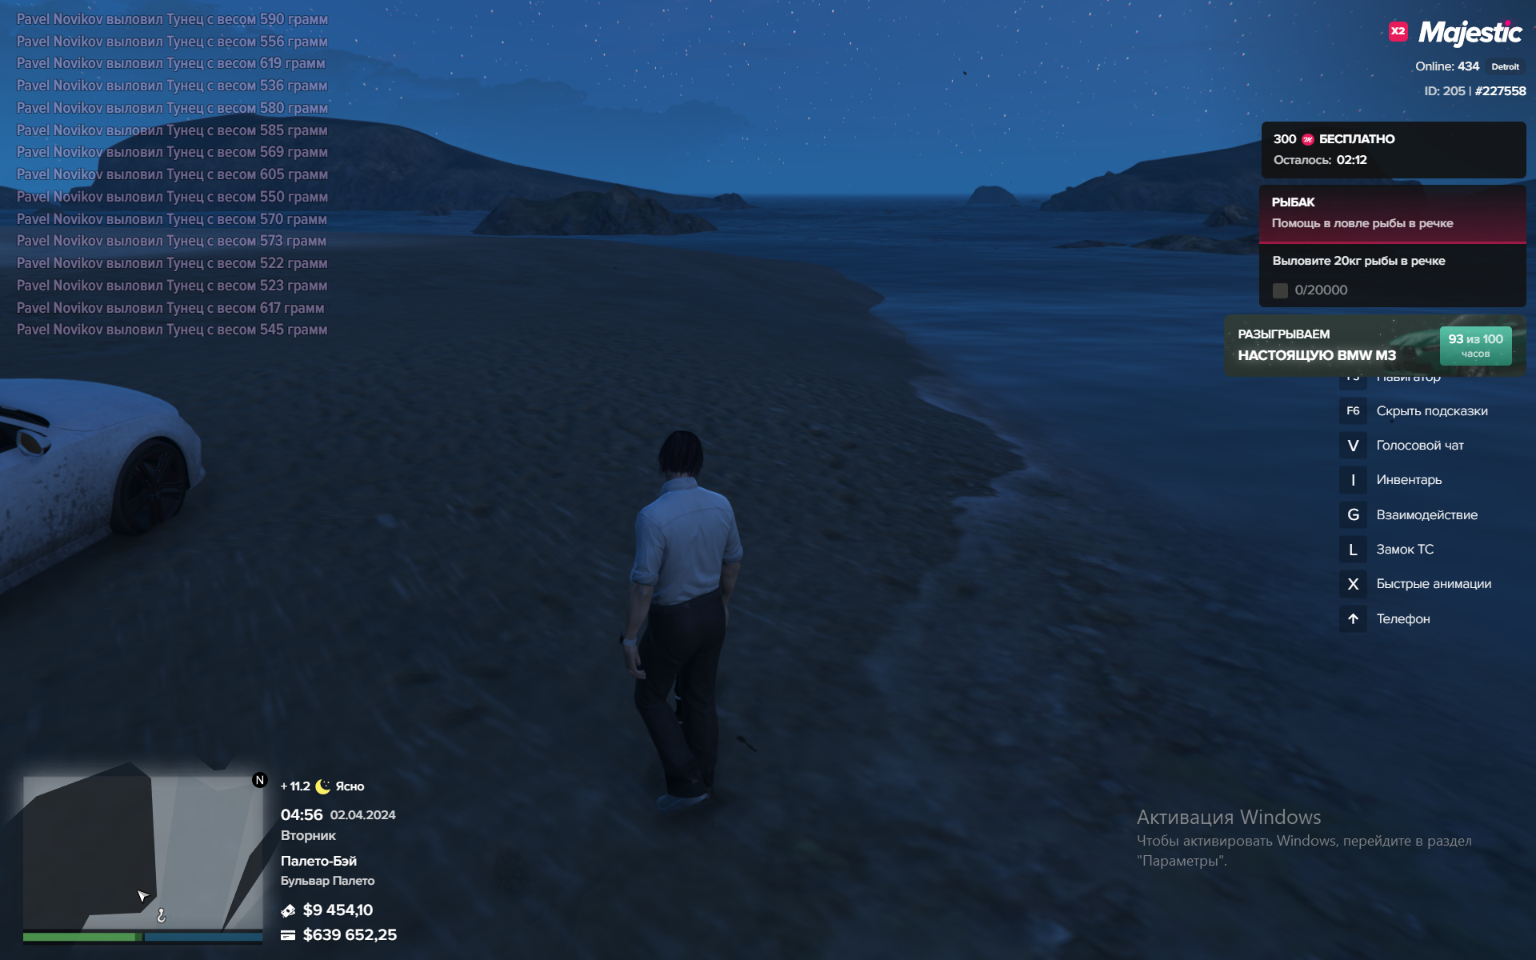 Pavel Novikov выловил Тунец с весом 590 грамм
Pavel Novikov выловил Тунец с весом 556 грамм
Pavel Novikov выловил Тунец с весом 619 грамм
Pavel Novikov выловил Тунец с весом 536 грамм
Pavel Novikov выловил Тунец с весом 580 грамм
Pavel Novikov выловил Тунец с весом 585 грамм
Pavel Novikov выловил Тунец с весом 569 грамм
Pavel Novikov выловил Тунец с весом 605 грамм
Pavel Novikov выловил Тунец с весом 550 грамм
Pavel Novikov выловил Тунец с весом 570 грамм
Pavel Novikov выловил Тунец с весом 573 грамм
Pavel Novikov выловил Тунец с весом 522 грамм
Pavel Novikov выловил Тунец с весом 523 грамм
Pavel Novikov выловил Тунец с весом 617 грамм
Pavel Novikov выловил Тунец с весом 545 грамм
X2 Majestic
Online: 434 Detroit
ID: 205 | #227558
300 БЕСПЛАТНО
Осталось: 02:12
РЫБАК
Помощь в ловле рыбы в речке
Выловите 20кг рыбы в речке
0/20000
РАЗЫГРЫВАЕМ
НАСТОЯЩУЮ BMW M3
93 из 100
часов
Навигатор
F6 Скрыть подсказки
V Голосовой чат
I Инвентарь
G Взаимодействие
L Замок ТС
X Быстрые анимации
Телефон
N
+ 11.2 Ясно
04:56 02.04.2024
Вторник
Палето-Бэй
Бульвар Палето
$9 454,10
$639 652,25
Активация Windows
Чтобы активировать Windows, перейдите в раздел
"Параметры".